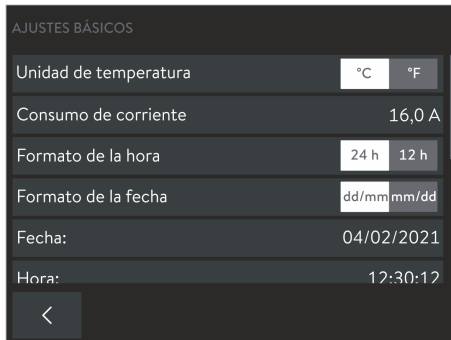 AJUSTES BÁSICOS
Unidad de temperatura °C °F
Consumo de corriente 16,0 A
Formato de la hora 24 h 12 h
Formato de la fecha dd/mm mm/dd
Fecha: 04/02/2021
Hora: 12:30:12